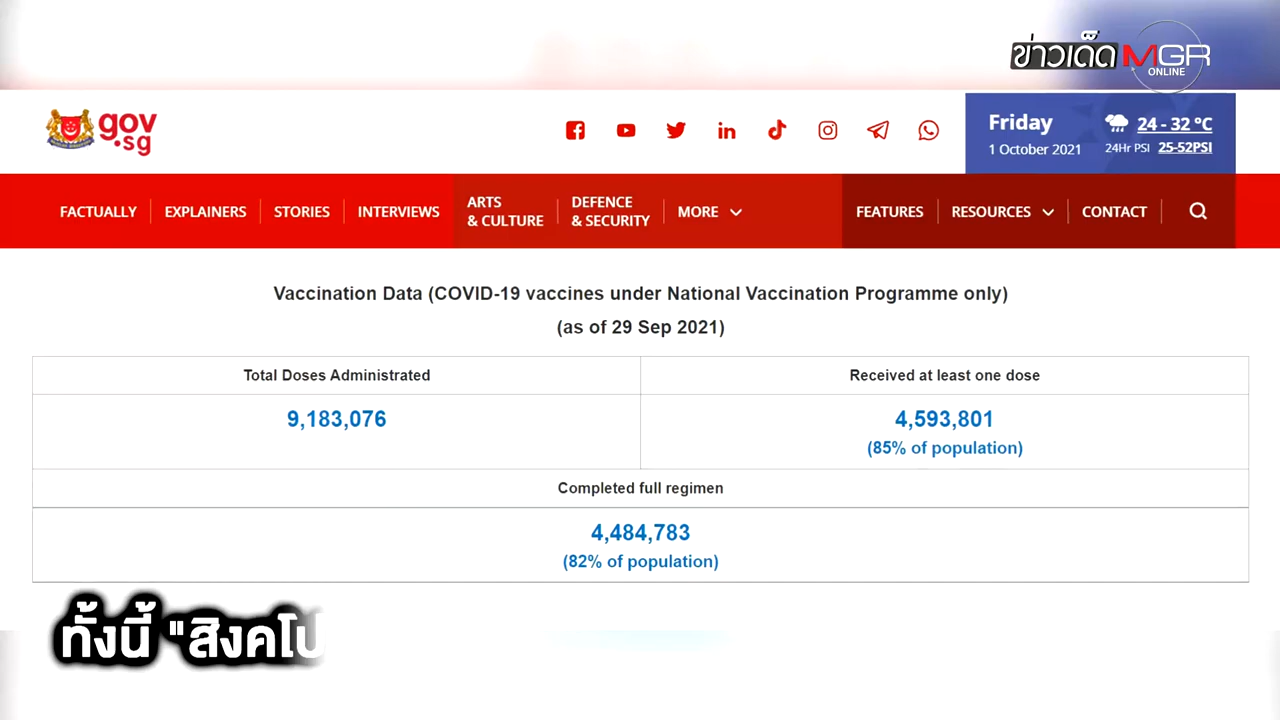 ข่าวเด็ด MGR
ONLINE
gov
.sg
Friday
24 - 32 °C
1 October 2021
24Hr PSI 25-52PSI
FACTUALLY
EXPLAINERS
STORIES
INTERVIEWS
ARTS
& CULTURE
DEFENCE
& SECURITY
MORE
FEATURES
RESOURCES
CONTACT
Vaccination Data (COVID-19 vaccines under National Vaccination Programme only)
(as of 29 Sep 2021)
Total Doses Administrated
Received at least one dose
9,183,076
4,593,801
(85% of population)
Completed full regimen
4,484,783
(82% of population)
ทั้งนี้ "สิงคโป